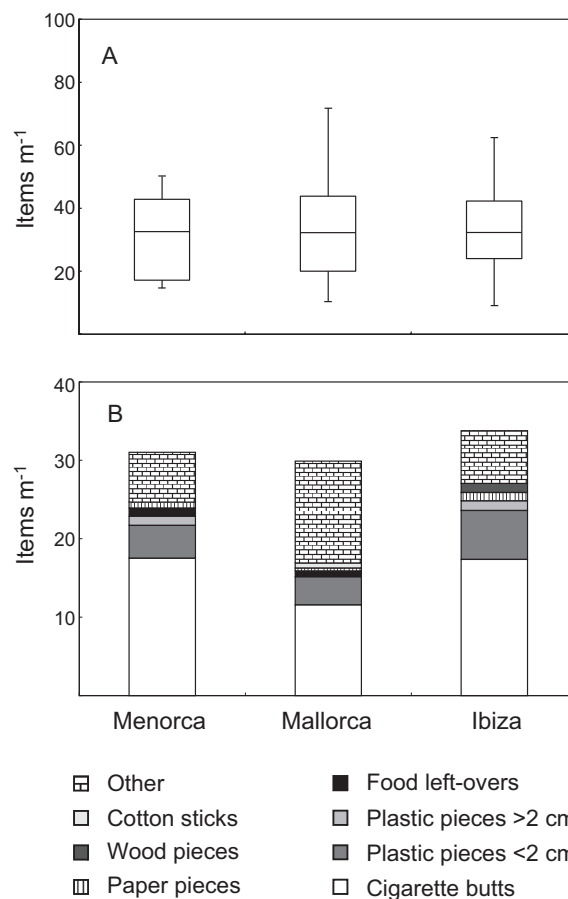 100
A
80
60
40
20
Items m-1
40
B
30
20
10
Items m-1
Menorca Mallorca Ibiza
Other
Cotton sticks
Wood pieces
Paper pieces
Food left-overs
Plastic pieces >2 cm
Plastic pieces <2 cm
Cigarette butts